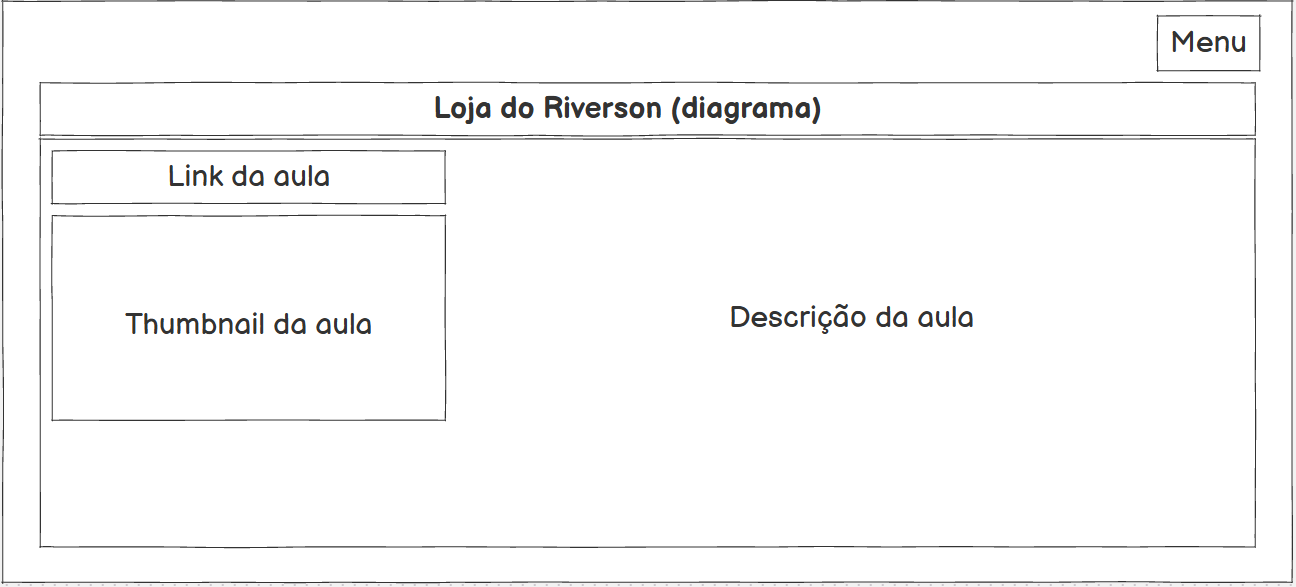 Menu
Loja do Riverson (diagrama)
Link da aula
Thumbnail da aula
Descrição da aula